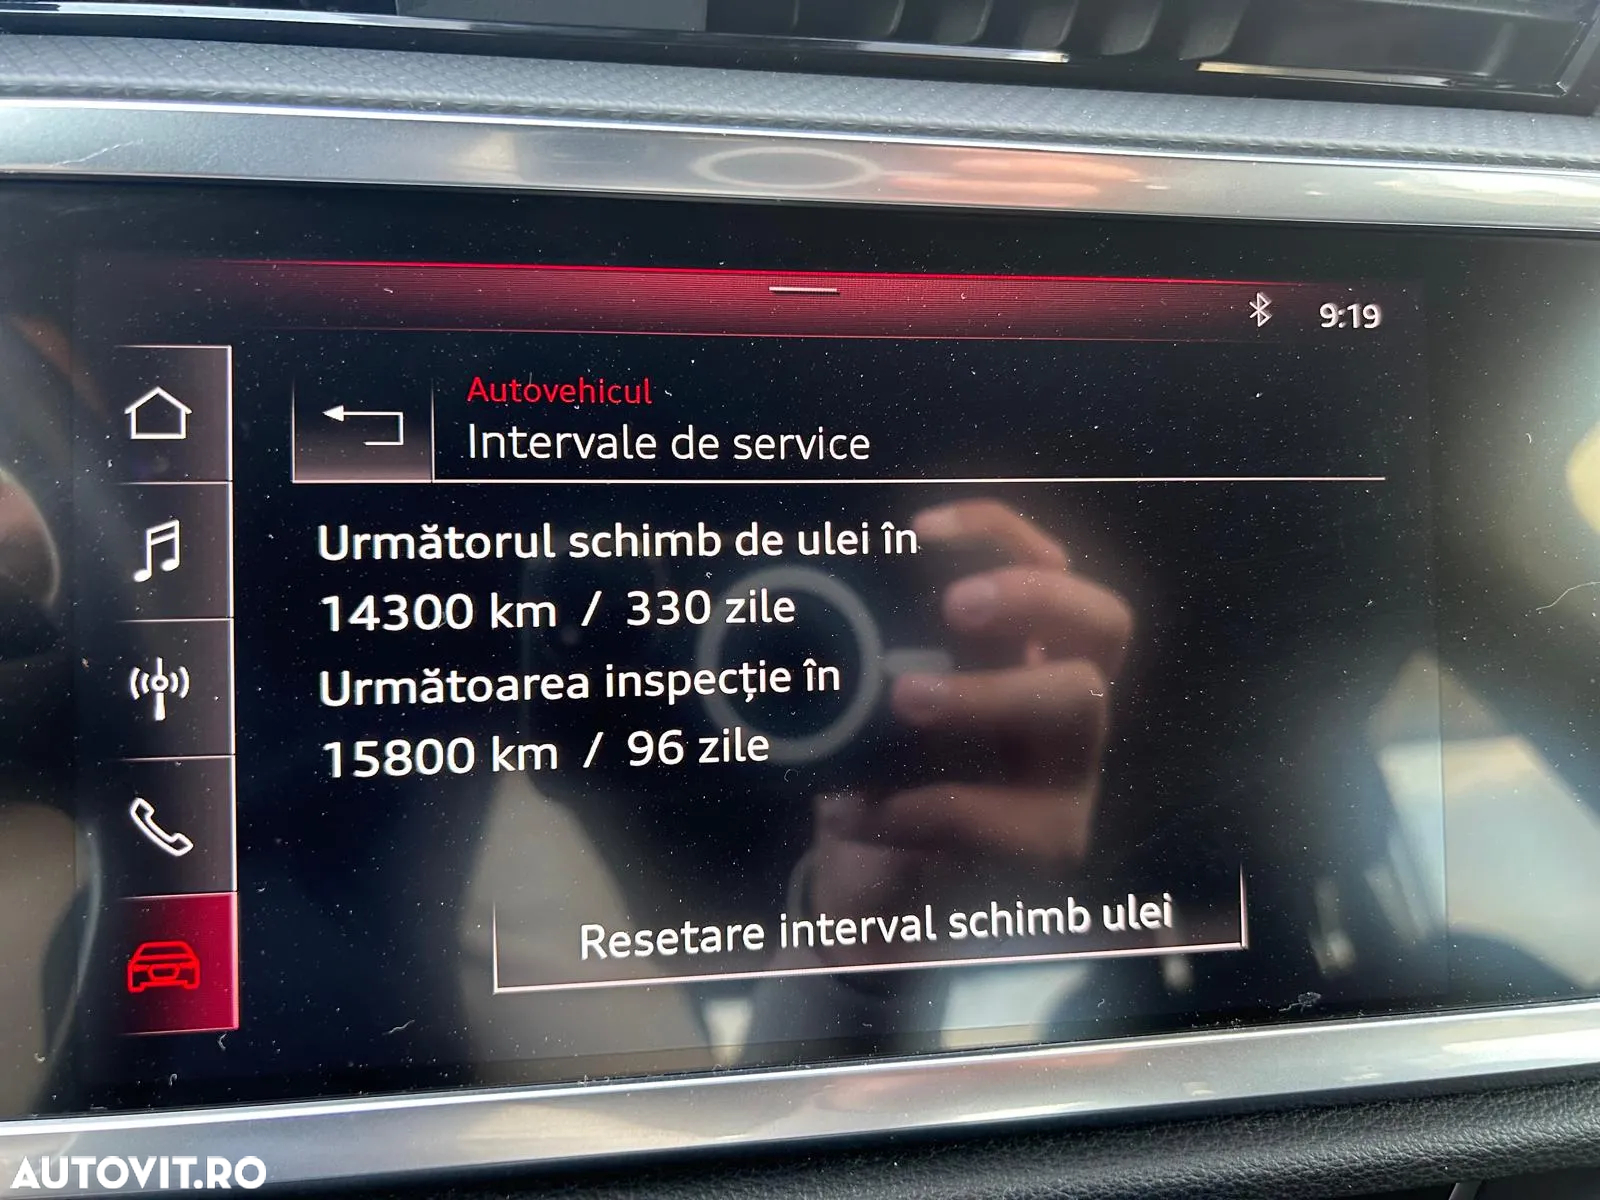 9:19
Autovehicul
Intervale de service
Următorul schimb de ulei în
14300 km / 330 zile
Următoarea inspecție în
15800 km / 96 zile
Resetare interval schimb ulei
AUTOVIT.RO